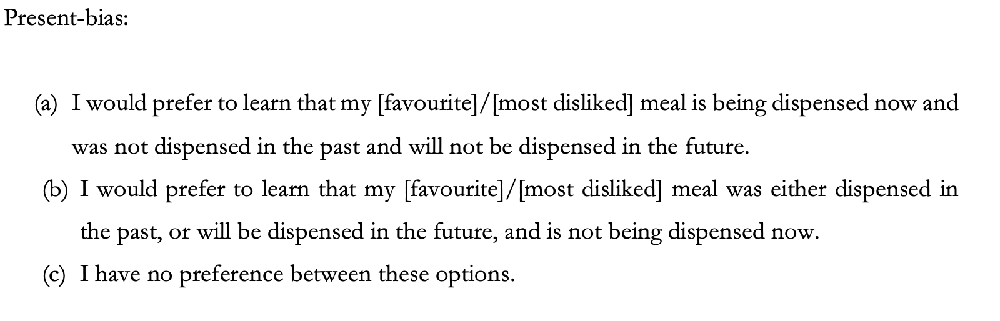 Present-bias:
(a) I would prefer to learn that my [favourite]/[most disliked] meal is being dispensed now and
was not dispensed in the past and will not be dispensed in the future.
(b) I would prefer to learn that my [favourite]/[most disliked] meal was either dispensed in
the past, or will be dispensed in the future, and is not being dispensed now.
(c) I have no preference between these options.